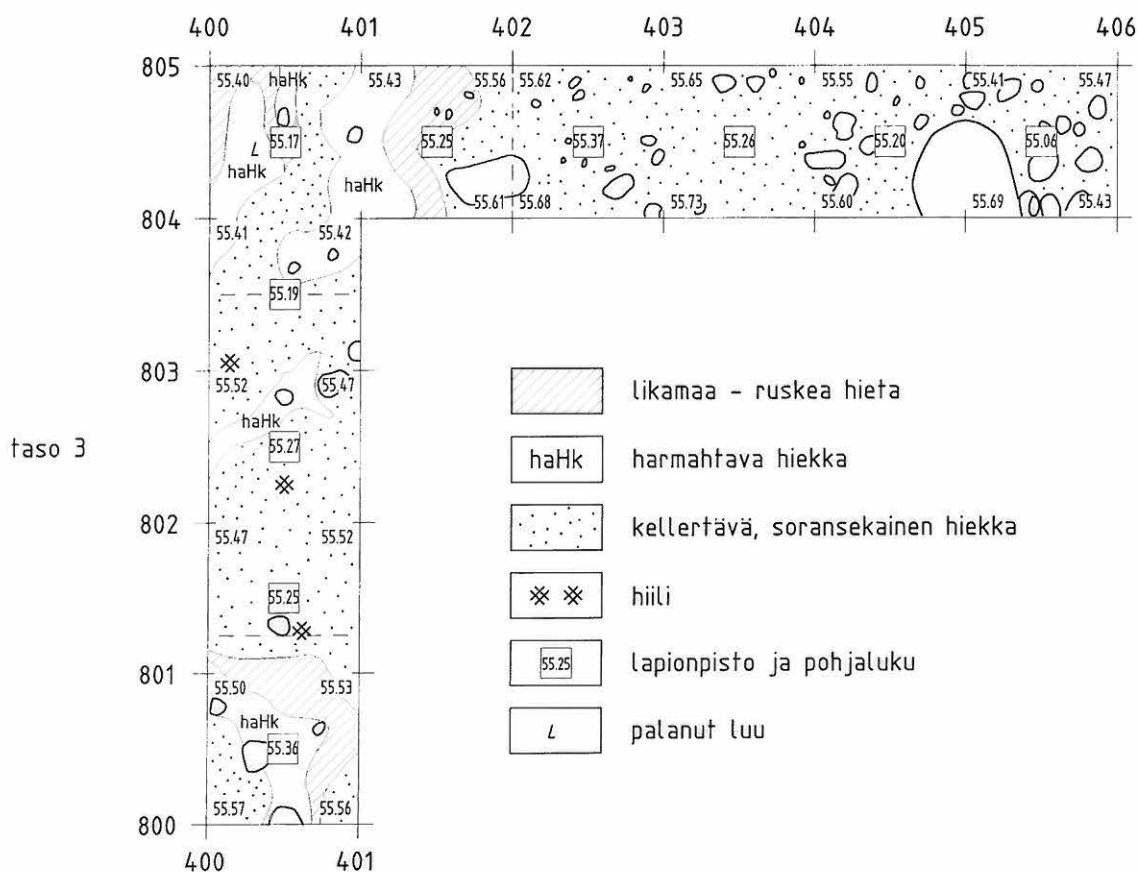 400 401 402 403 404 405 406
805
55.40 haHk 55.43 55.56 55.62 55.65 55.55 55.41 55.47
L 55.17 55.25 55.37 55.26 55.20 55.06
haHk haHk
55.61 55.68 55.73 55.60 55.69 55.43
804
55.41 55.42
55.19
803
55.52 55.47
haHk
taso 3
55.27
802
55.47 55.52
55.25
801
55.50 55.53
haHk
55.36
55.57 55.56
800
400 401
likamaa - ruskea hieta
haHk harmahtava hiekka
kellertävä, soransekainen hiekka
hiili
55.25 lapionpisto ja pohjaluku
L palanut luu